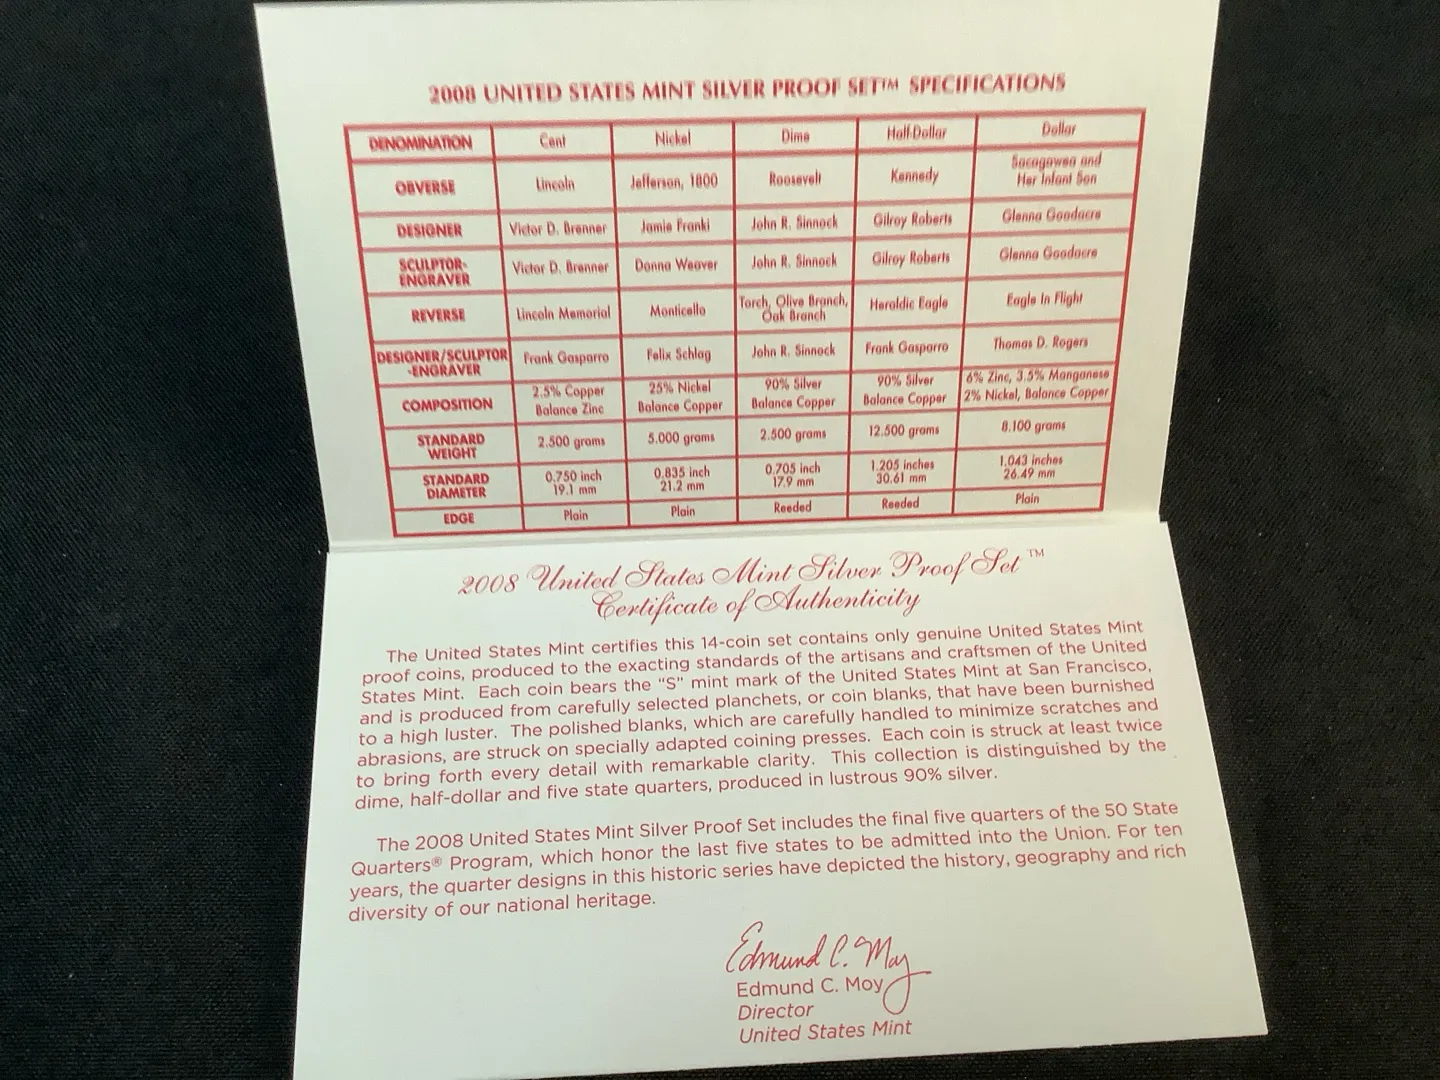 2008 UNITED STATES MINT SILVER PROOF SET™ SPECIFICATIONS
DENOMINATION Cent Nickel Dime Half-Dollar Dollar
OBVERSE Lincoln Jefferson, 1800 Roosevelt Kennedy Sacagawea and
Her Infant Son
DESIGNER Victor D. Brenner Jamie Franki John R. Sinnock Gilroy Roberts Glenna Goodacre
SCULPTOR- Victor D. Brenner Donna Weaver John R. Sinnock Gilroy Roberts Glenna Goodacre
ENGRAVER
REVERSE Lincoln Memorial Monticello Torch, Olive Branch, Heraldic Eagle Eagle In Flight
Oak Branch
DESIGNER/SCULPTOR Frank Gasparro Felix Schlag John R. Sinnock Frank Gasparro Thomas D. Rogers
-ENGRAVER
COMPOSITION 2.5% Copper 25% Nickel 90% Silver 90% Silver 6% Zinc, 3.5% Manganese
Balance Zinc Balance Copper Balance Copper Balance Copper 2% Nickel, Balance Copper
STANDARD 2.500 grams 5.000 grams 2.500 grams 12.500 grams 8.100 grams
WEIGHT
STANDARD 0.750 inch 0.835 inch 0.705 inch 1.205 inches 1.043 inches
DIAMETER 19.1 mm 21.2 mm 17.9 mm 30.61 mm 26.49 mm
EDGE Plain Plain Reeded Reeded Plain
2008 United States Mint Silver Proof Set™
Certificate of Authenticity
The United States Mint certifies this 14-coin set contains only genuine United States Mint
proof coins, produced to the exacting standards of the artisans and craftsmen of the United
States Mint. Each coin bears the "S" mint mark of the United States Mint at San Francisco,
and is produced from carefully selected planchets, or coin blanks, that have been burnished
to a high luster. The polished blanks, which are carefully handled to minimize scratches and
abrasions, are struck on specially adapted coining presses. Each coin is struck at least twice
to bring forth every detail with remarkable clarity. This collection is distinguished by the
dime, half-dollar and five state quarters, produced in lustrous 90% silver.
The 2008 United States Mint Silver Proof Set includes the final five quarters of the 50 State
Quarters® Program, which honor the last five states to be admitted into the Union. For ten
years, the quarter designs in this historic series have depicted the history, geography and rich
diversity of our national heritage.
Edmund C. Moy
Edmund C. Moy
Director
United States Mint